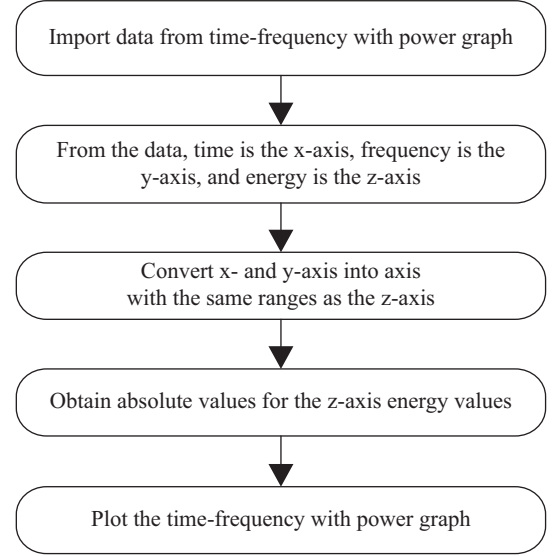 Import data from time-frequency with power graph
From the data, time is the x-axis, frequency is the
y-axis, and energy is the z-axis
Convert x- and y-axis into axis
with the same ranges as the z-axis
Obtain absolute values for the z-axis energy values
Plot the time-frequency with power graph